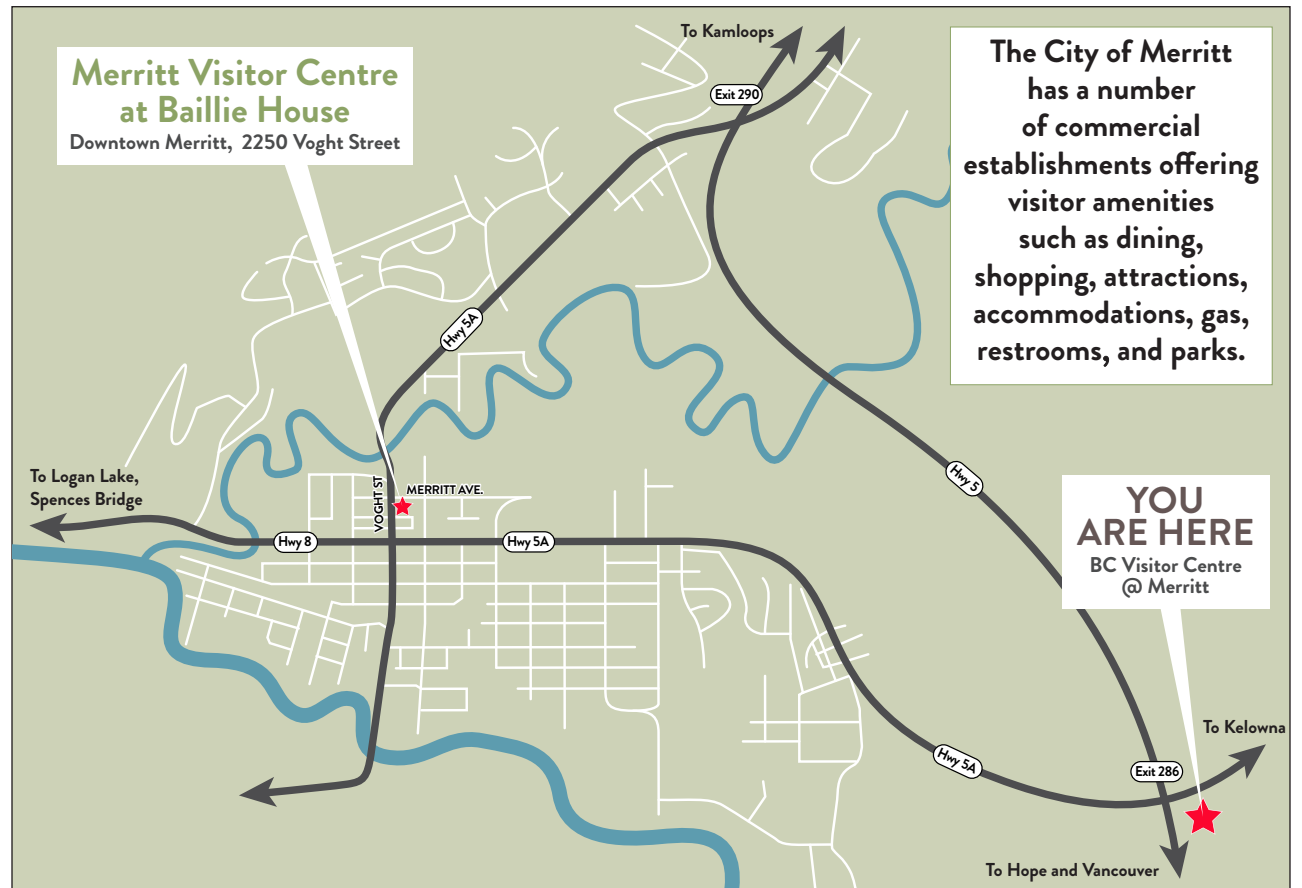 To Kamloops
Exit 290
Merritt Visitor Centre
at Baillie House
Downtown Merritt, 2250 Voght Street
The City of Merritt
has a number
of commercial
establishments offering
visitor amenities
such as dining,
shopping, attractions,
accommodations, gas,
restrooms, and parks.
Hwy 5A
To Logan Lake,
Spences Bridge
VOGHT ST
MERRITT AVE.
Hwy 5
Hwy 8
Hwy 5A
YOU
ARE HERE
BC Visitor Centre
@ Merritt
To Kelowna
Hwy 5A
Exit 286
To Hope and Vancouver